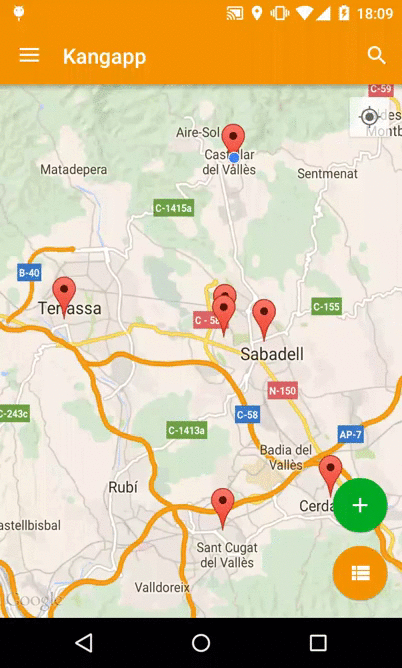 18:09
Kangapp
C-59
Aire-Sol
Castellar
del Vallès
Matadepera
Sentmenat
C-1415a
B-40
Terrassa
C-155
C-58
Sabadell
N-150
C-243c
C-58
C-1413a
AP-7
Badia del
Vallès
Rubí
Cerda
Sant Cugat
del Vallès
astellbisbal
Valldoreix
Google